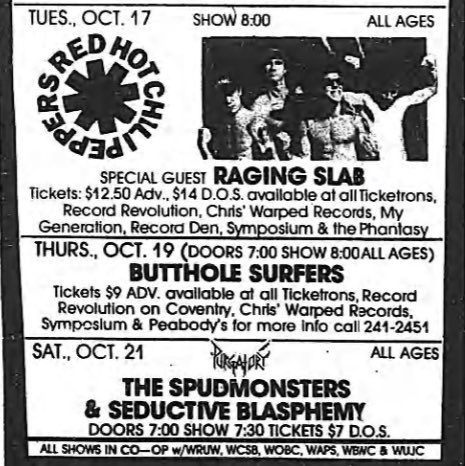 TUES., OCT. 17 SHOW 8:00 ALL AGES
RED HOT CHILI PEPPERS
SPECIAL GUEST RAGING SLAB
Tickets: $12.50 Adv., $14 D.O.S. available at all Ticketrons,
Record Revolution, Chris' Warped Records, My
Generation, Record Den, Symposium & the Phantasy
THURS., OCT. 19 (DOORS 7:00 SHOW 8:00 ALL AGES)
BUTTHOLE SURFERS
Tickets $9 ADV. available at all Ticketrons, Record
Revolution on Coventry, Chris' Warped Records,
Symposium & Peabody's for more info call 241-2451
SAT., OCT. 21 PURGATORY ALL AGES
THE SPUDMONSTERS
& SEDUCTIVE BLASPHEMY
DOORS 7:00 SHOW 7:30 TICKETS $7 D.O.S.
ALL SHOWS IN CO—OP w/WRUW, WCSB, WOBC, WAPS, WBWC & WUJC